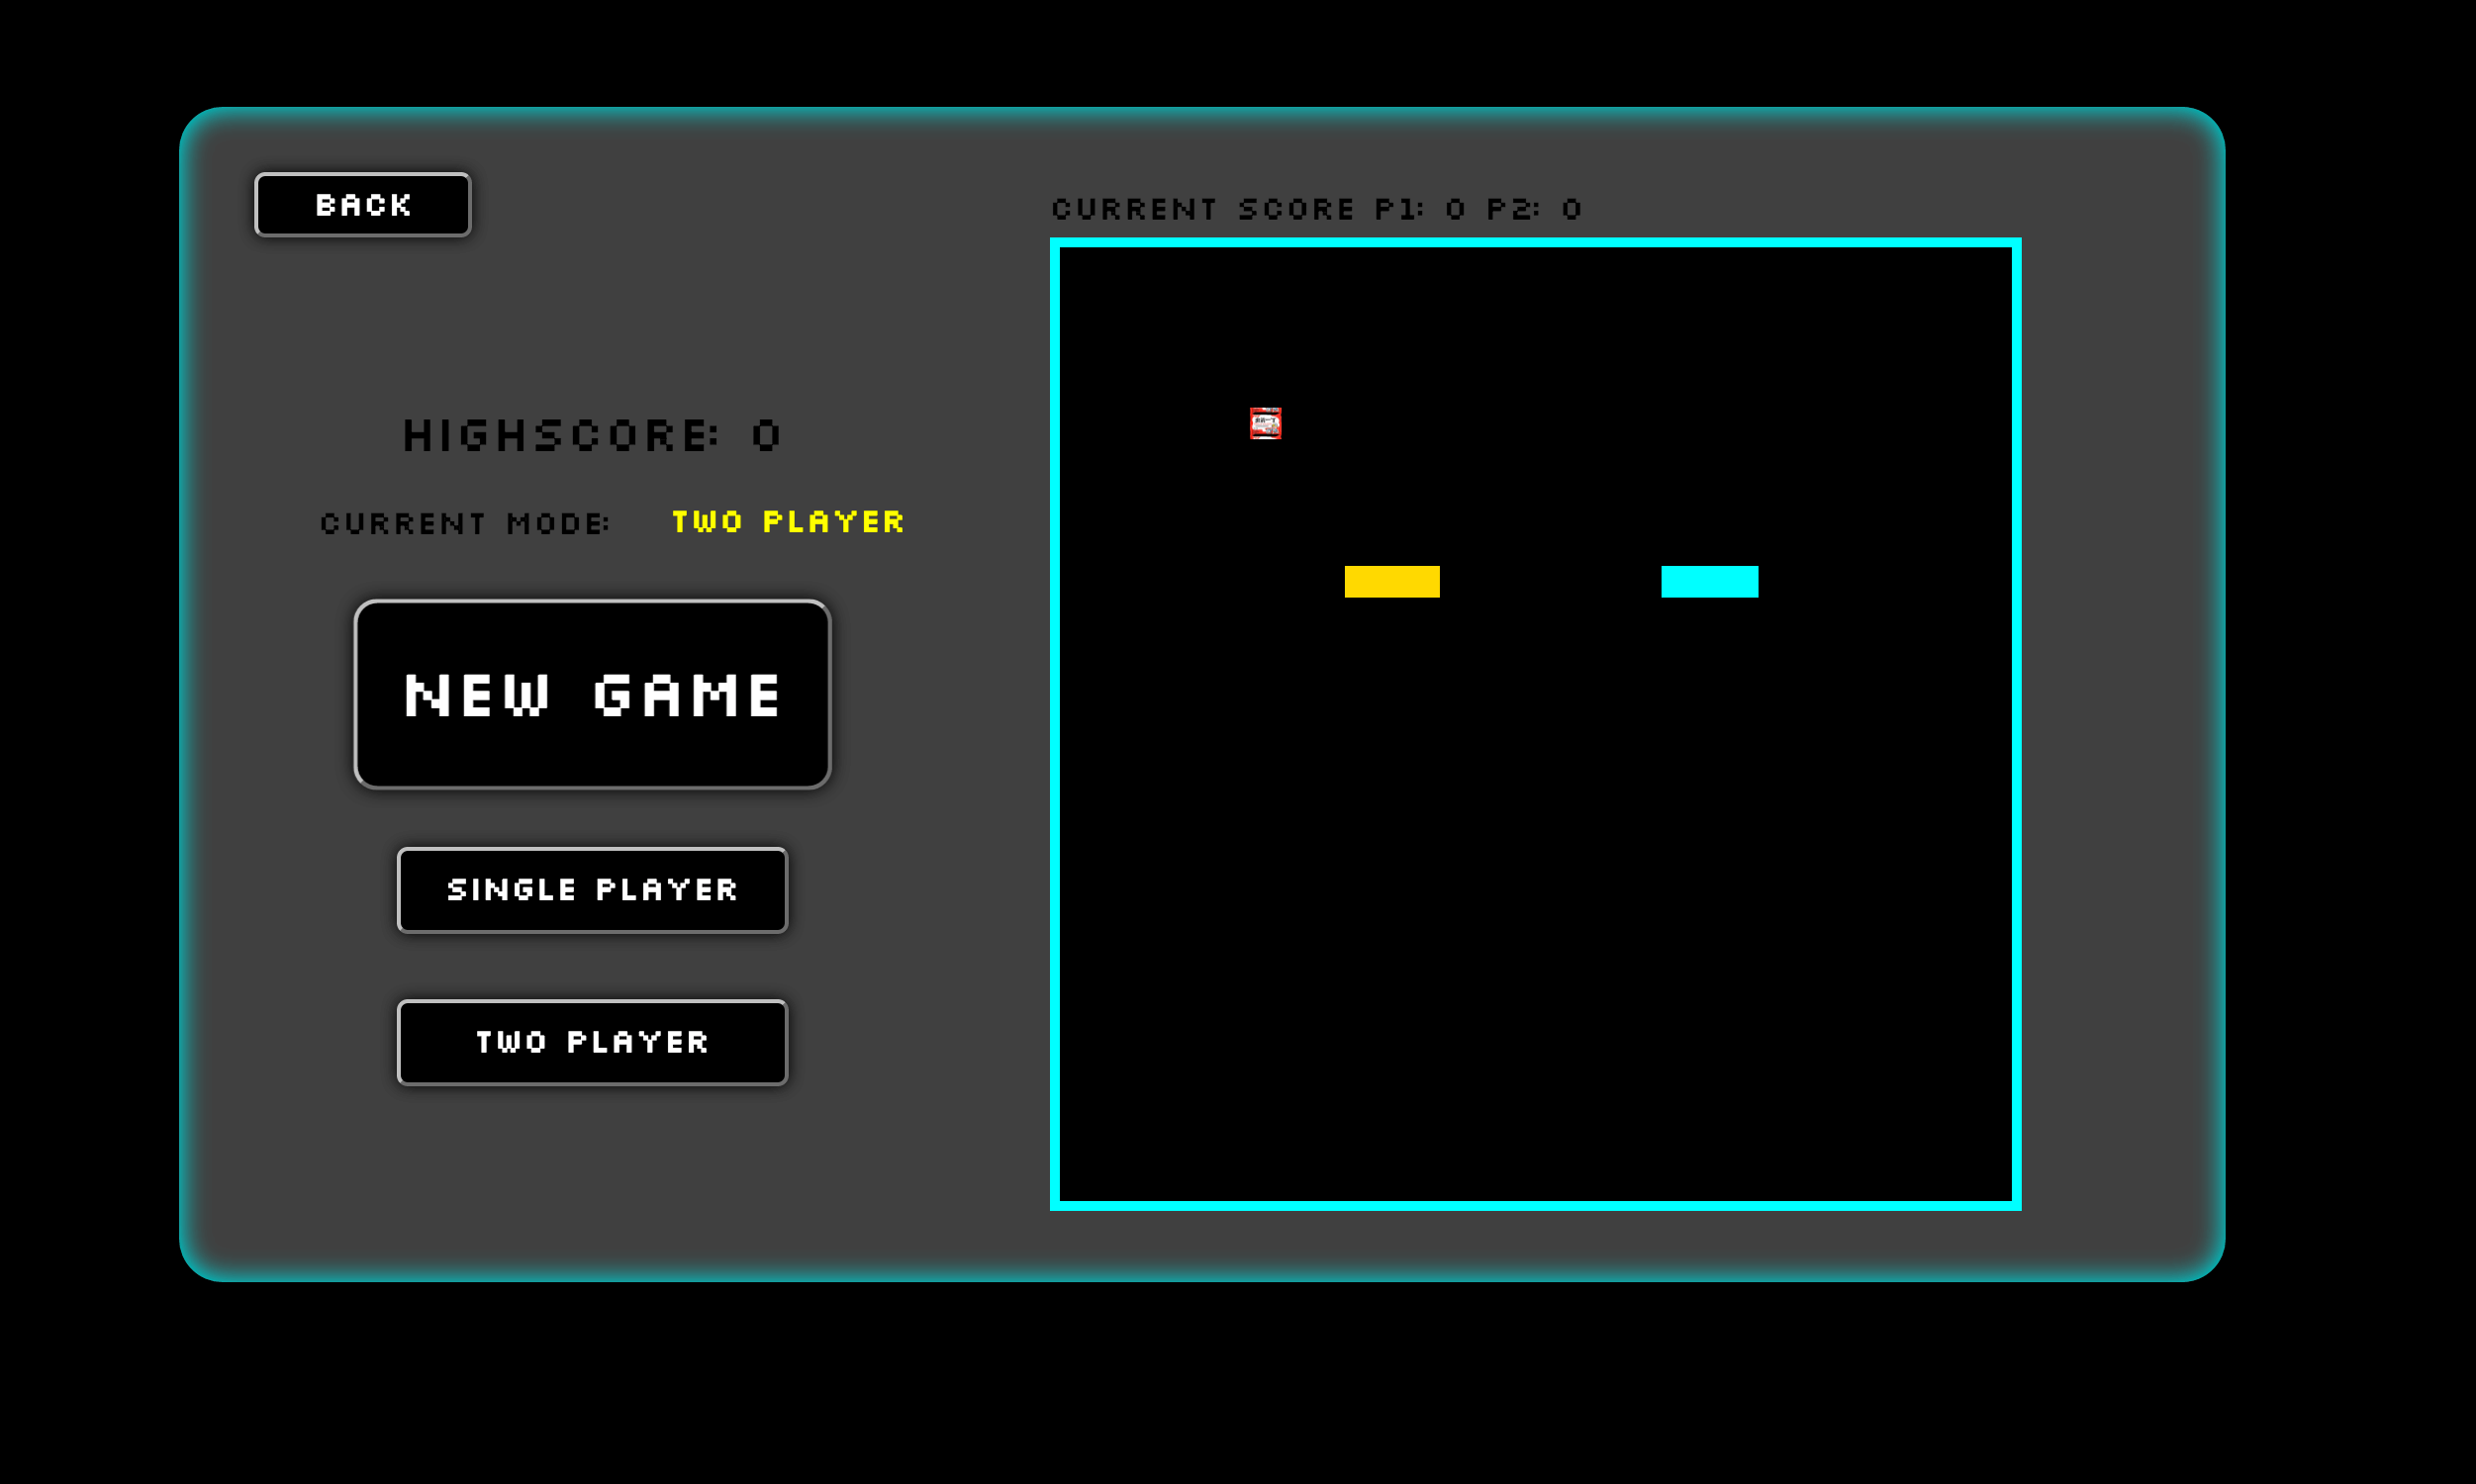 BACK
CURRENT SCORE P1: 0 P2: 0
HIGHSCORE: 0
CURRENT MODE: TWO PLAYER
NEW GAME
SINGLE PLAYER
TWO PLAYER